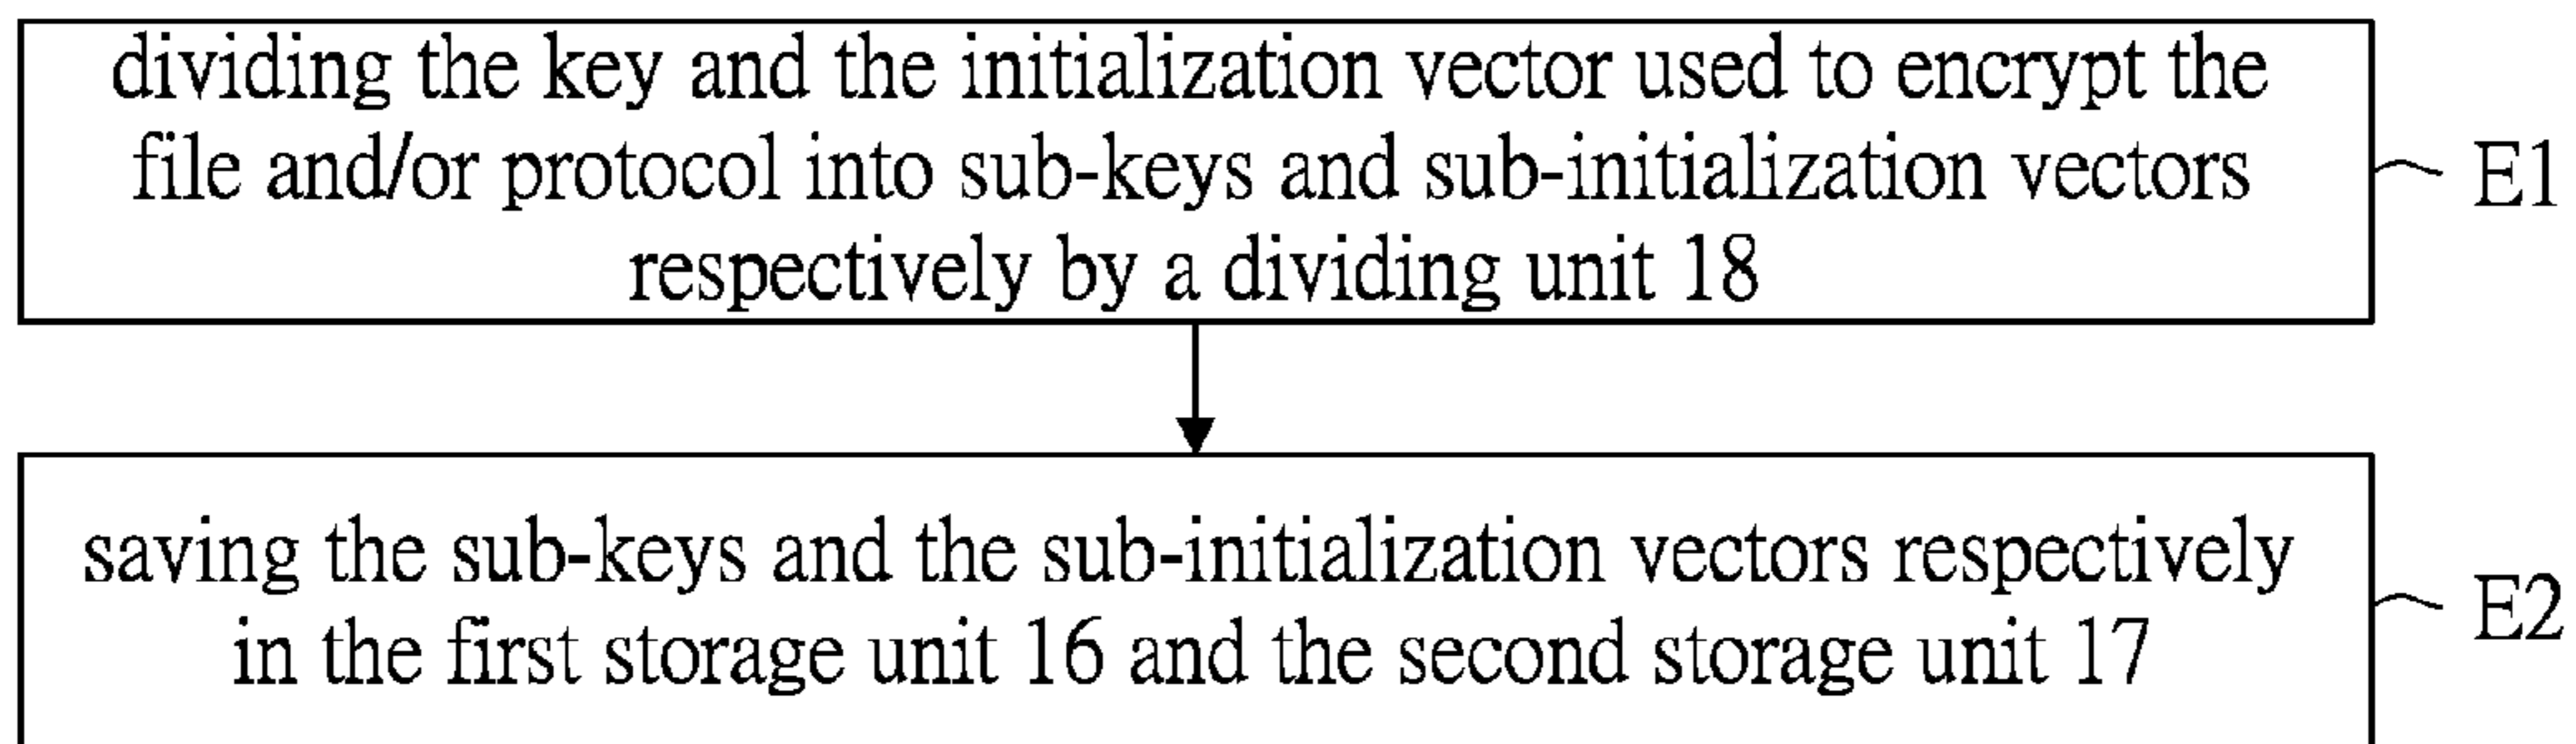 dividing the key and the initialization vector used to encrypt the
file and/or protocol into sub-keys and sub-initialization vectors
respectively by a dividing unit 18
E1
saving the sub-keys and the sub-initialization vectors respectively
in the first storage unit 16 and the second storage unit 17
E2